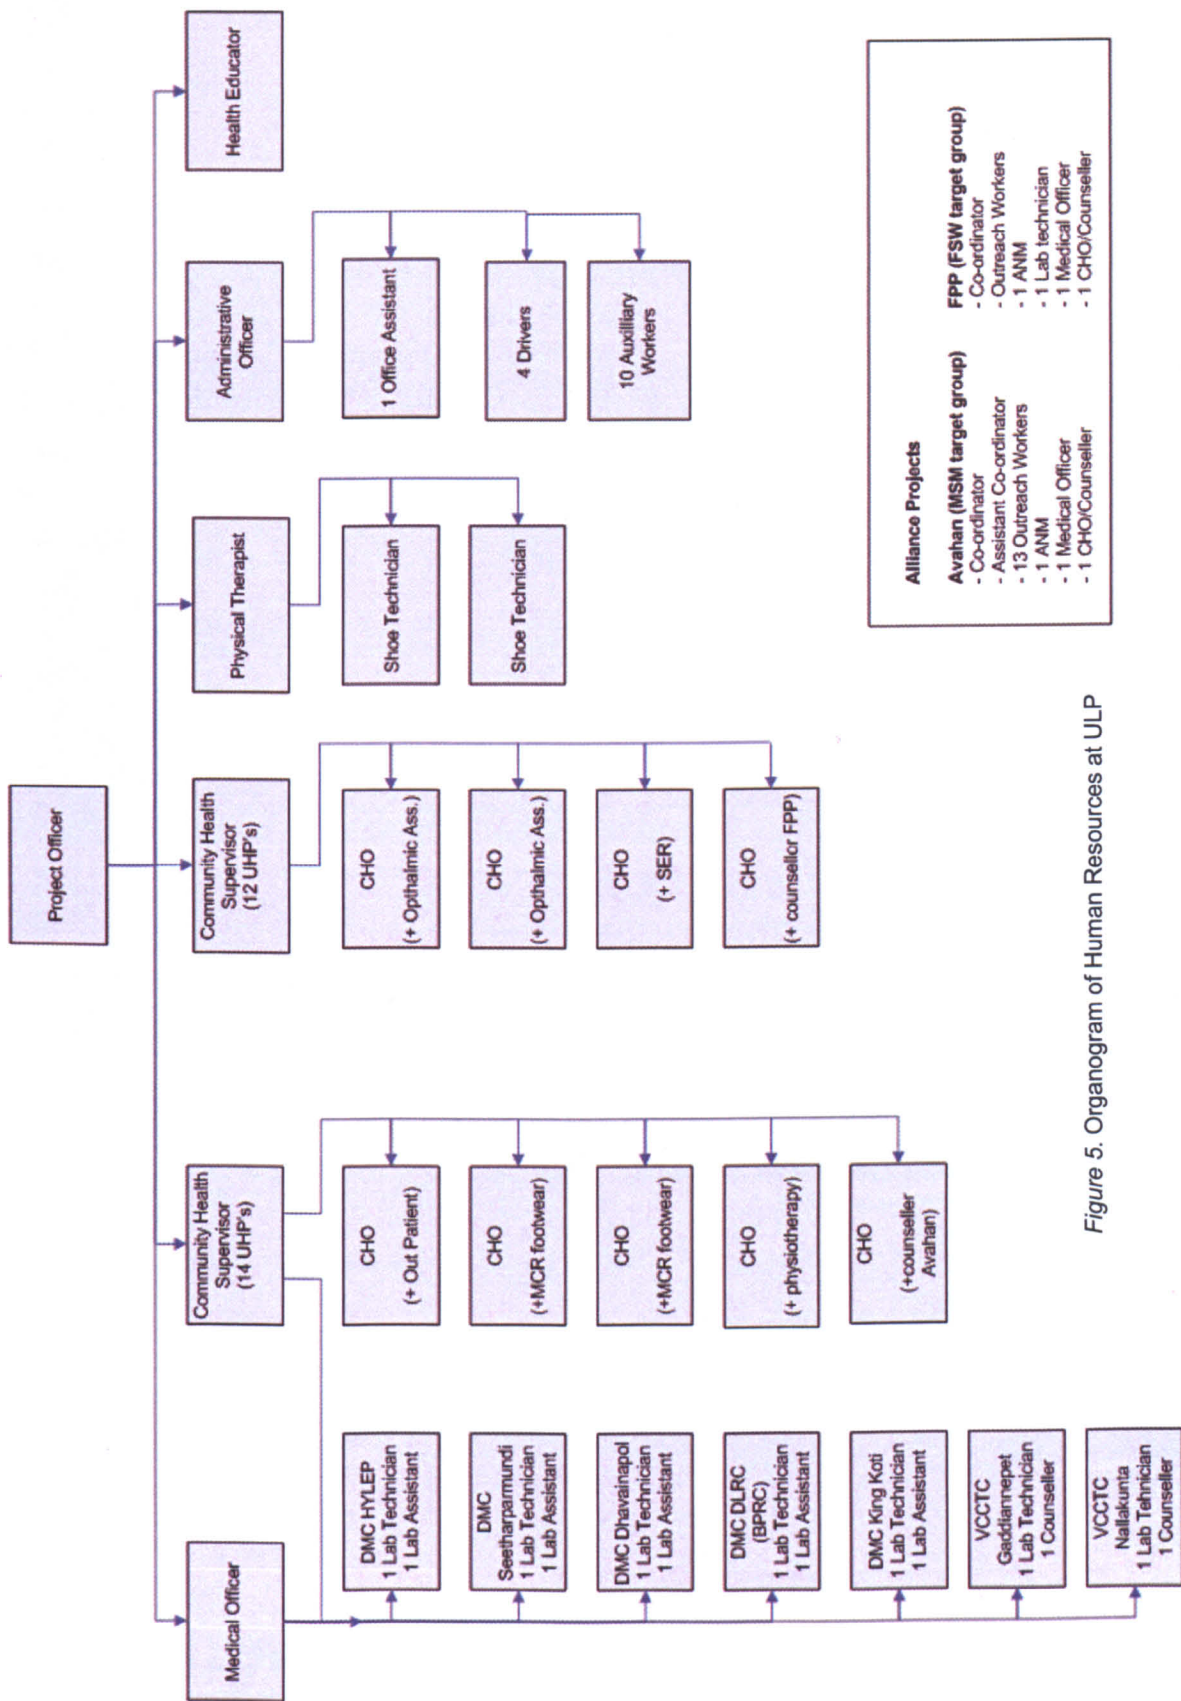 Project Officer
Medical Officer
Community Health
Supervisor
(14 UHP's)
Community Health
Supervisor
(12 UHP's)
Physical Therapist
Administrative
Officer
Health Educator
DMC HYLEP
1 Lab Technician
1 Lab Assistant
DMC
Seetharparmundi
1 Lab Technician
1 Lab Assistant
DMC Dhavainapol
1 Lab Technician
1 Lab Assistant
DMC DLRC
(BPRC)
1 Lab Technician
1 Lab Assistant
DMC King Koti
1 Lab Technician
1 Lab Assistant
VCCTC
Gaddiannepet
1 Lab Technician
1 Counseller
VCCTC
Nallakunta
1 Lab Tehnician
1 Counseller
CHO
(+ Out Patient)
CHO
(+MCR footwear)
CHO
(+MCR footwear)
CHO
(+ physiotherapy)
CHO
(+counseller
Avahan)
CHO
(+ Opthalmic Ass.)
CHO
(+ Opthalmic Ass.)
CHO
(+ SER)
CHO
(+ counsellor FPP)
Shoe Technician
Shoe Technician
1 Office Assistant
4 Drivers
10 Auxilliary
Workers
Alliance Projects
Avahan (MSM target group)
- Co-ordinator
- Assistant Co-ordinator
- 13 Outreach Workers
- 1 ANM
- 1 Medical Officer
- 1 CHO/Counseller
FPP (FSW target group)
- Co-ordinator
- Outreach Workers
- 1 ANM
- 1 Lab technician
- 1 Medical Officer
- 1 CHO/Counseller
Figure 5. Organogram of Human Resources at ULP